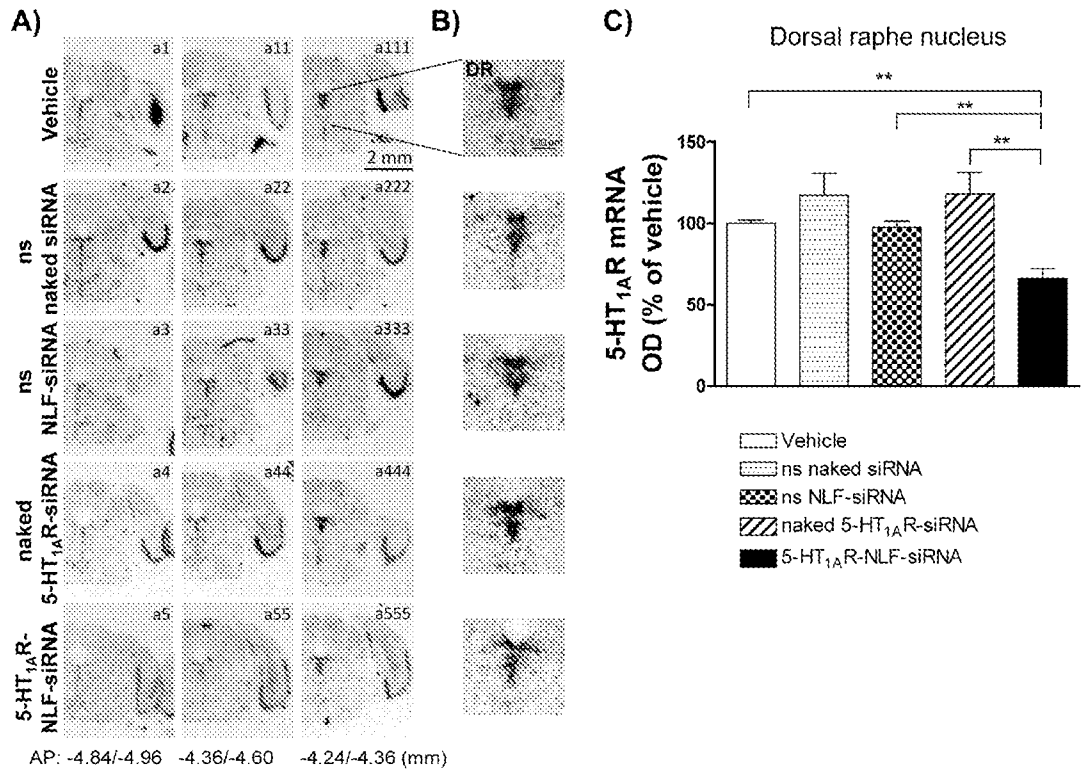 A)
B)
C)
Vehicle
a1
a11
a111
2 mm
DR
ns
naked siRNA
a2
a22
a222
ns
NLF-siRNA
a3
a33
a333
naked
5-HT1AR-siRNA
a4
a44
a444
5-HT1AR-
NLF-siRNA
a5
a55
a555
AP: -4.84/-4.96 -4.36/-4.60 -4.24/-4.36 (mm)
Dorsal raphe nucleus
**
**
**
5-HT1AR mRNA
OD (% of vehicle)
150
100
50
0
Vehicle
ns naked siRNA
ns NLF-siRNA
naked 5-HT1AR-siRNA
5-HT1AR-NLF-siRNA